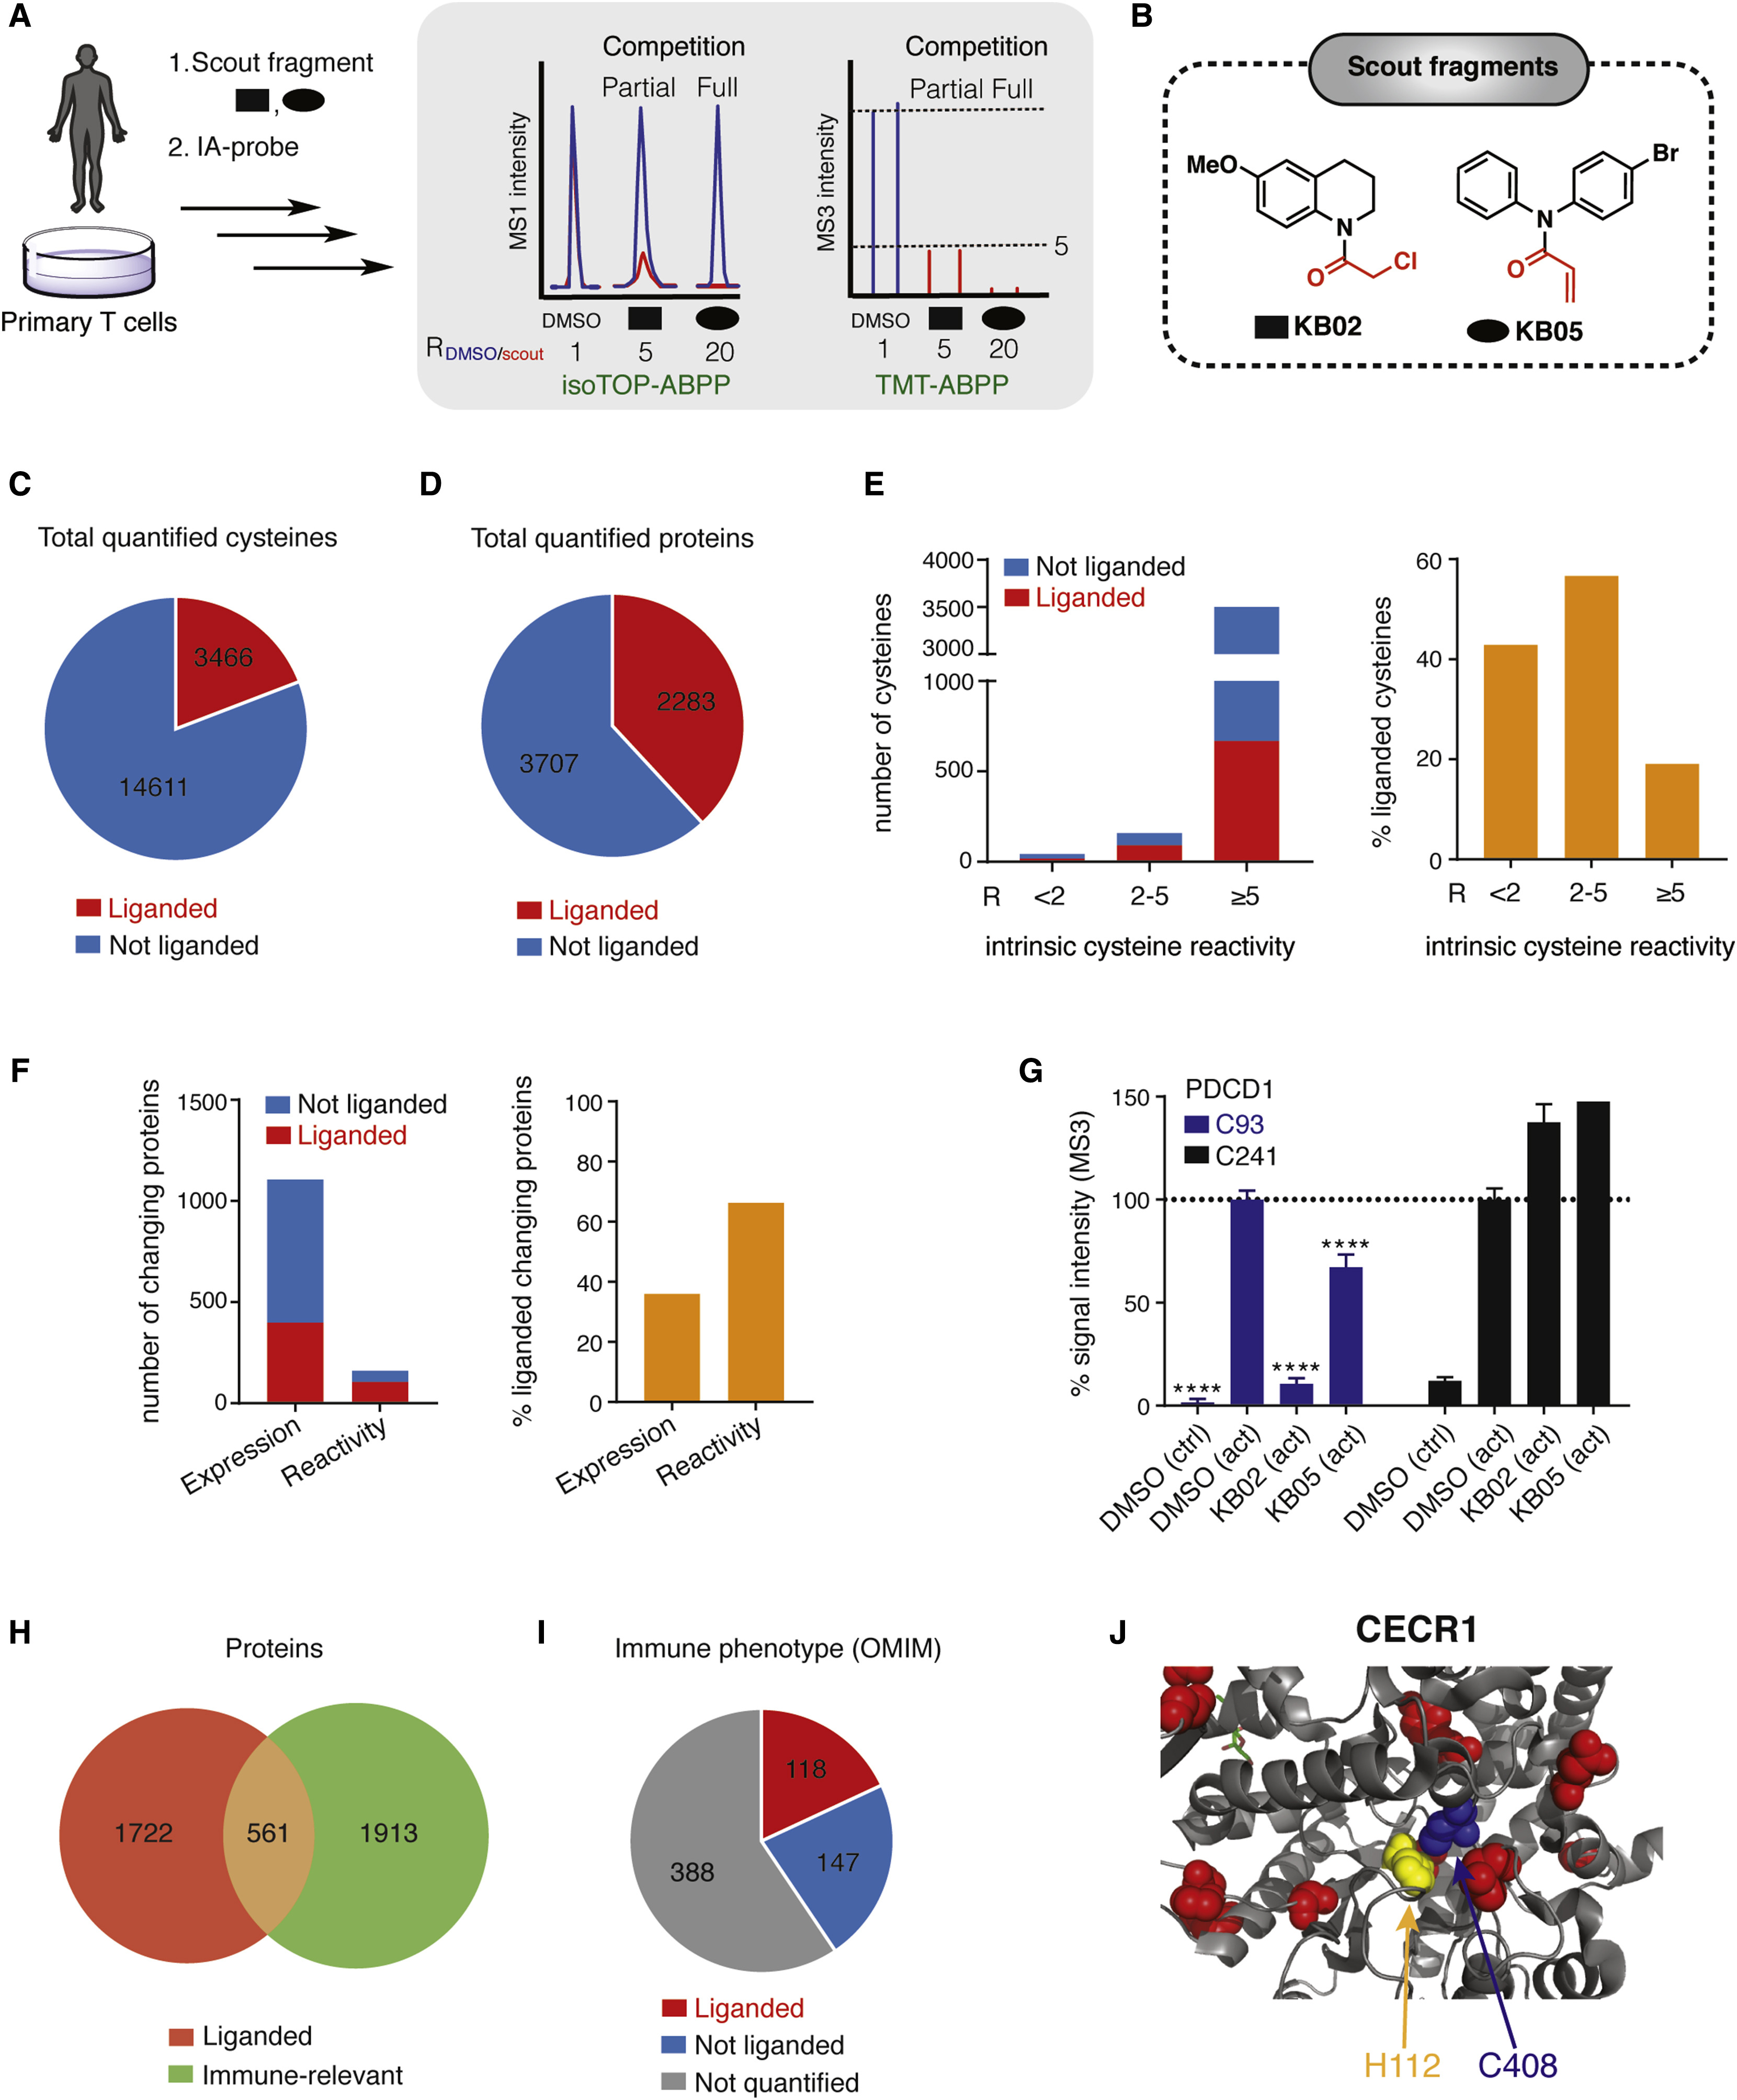 A
1.Scout fragment
,
2. IA-probe
Primary T cells
Competition
Partial Full
MS1 intensity
DMSO
R DMSO/scout 1 5 20
isoTOP-ABPP
Competition
Partial Full
MS3 intensity
5
DMSO
1 5 20
TMT-ABPP
B
Scout fragments
MeO
N
O
Cl
KB02
Br
N
O
KB05
C
Total quantified cysteines
3466
14611
Liganded
Not liganded
D
Total quantified proteins
2283
3707
Liganded
Not liganded
E
number of cysteines
4000
3500
3000
1000
500
0
Not liganded
Liganded
R <2 2-5 ≥5
intrinsic cysteine reactivity
% liganded cysteines
60
40
20
0
R <2 2-5 ≥5
intrinsic cysteine reactivity
F
number of changing proteins
1500
1000
500
0
Not liganded
Liganded
Expression
Reactivity
% liganded changing proteins
100
80
60
40
20
0
Expression
Reactivity
G
% signal intensity (MS3)
150
100
50
0
PDCD1
C93
C241
****
****
****
DMSO (ctrl)
DMSO (act)
KB02 (act)
KB05 (act)
DMSO (ctrl)
DMSO (act)
KB02 (act)
KB05 (act)
H
Proteins
1722 561 1913
Liganded
Immune-relevant
I
Immune phenotype (OMIM)
118
147
388
Liganded
Not liganded
Not quantified
J
CECR1
H112 C408